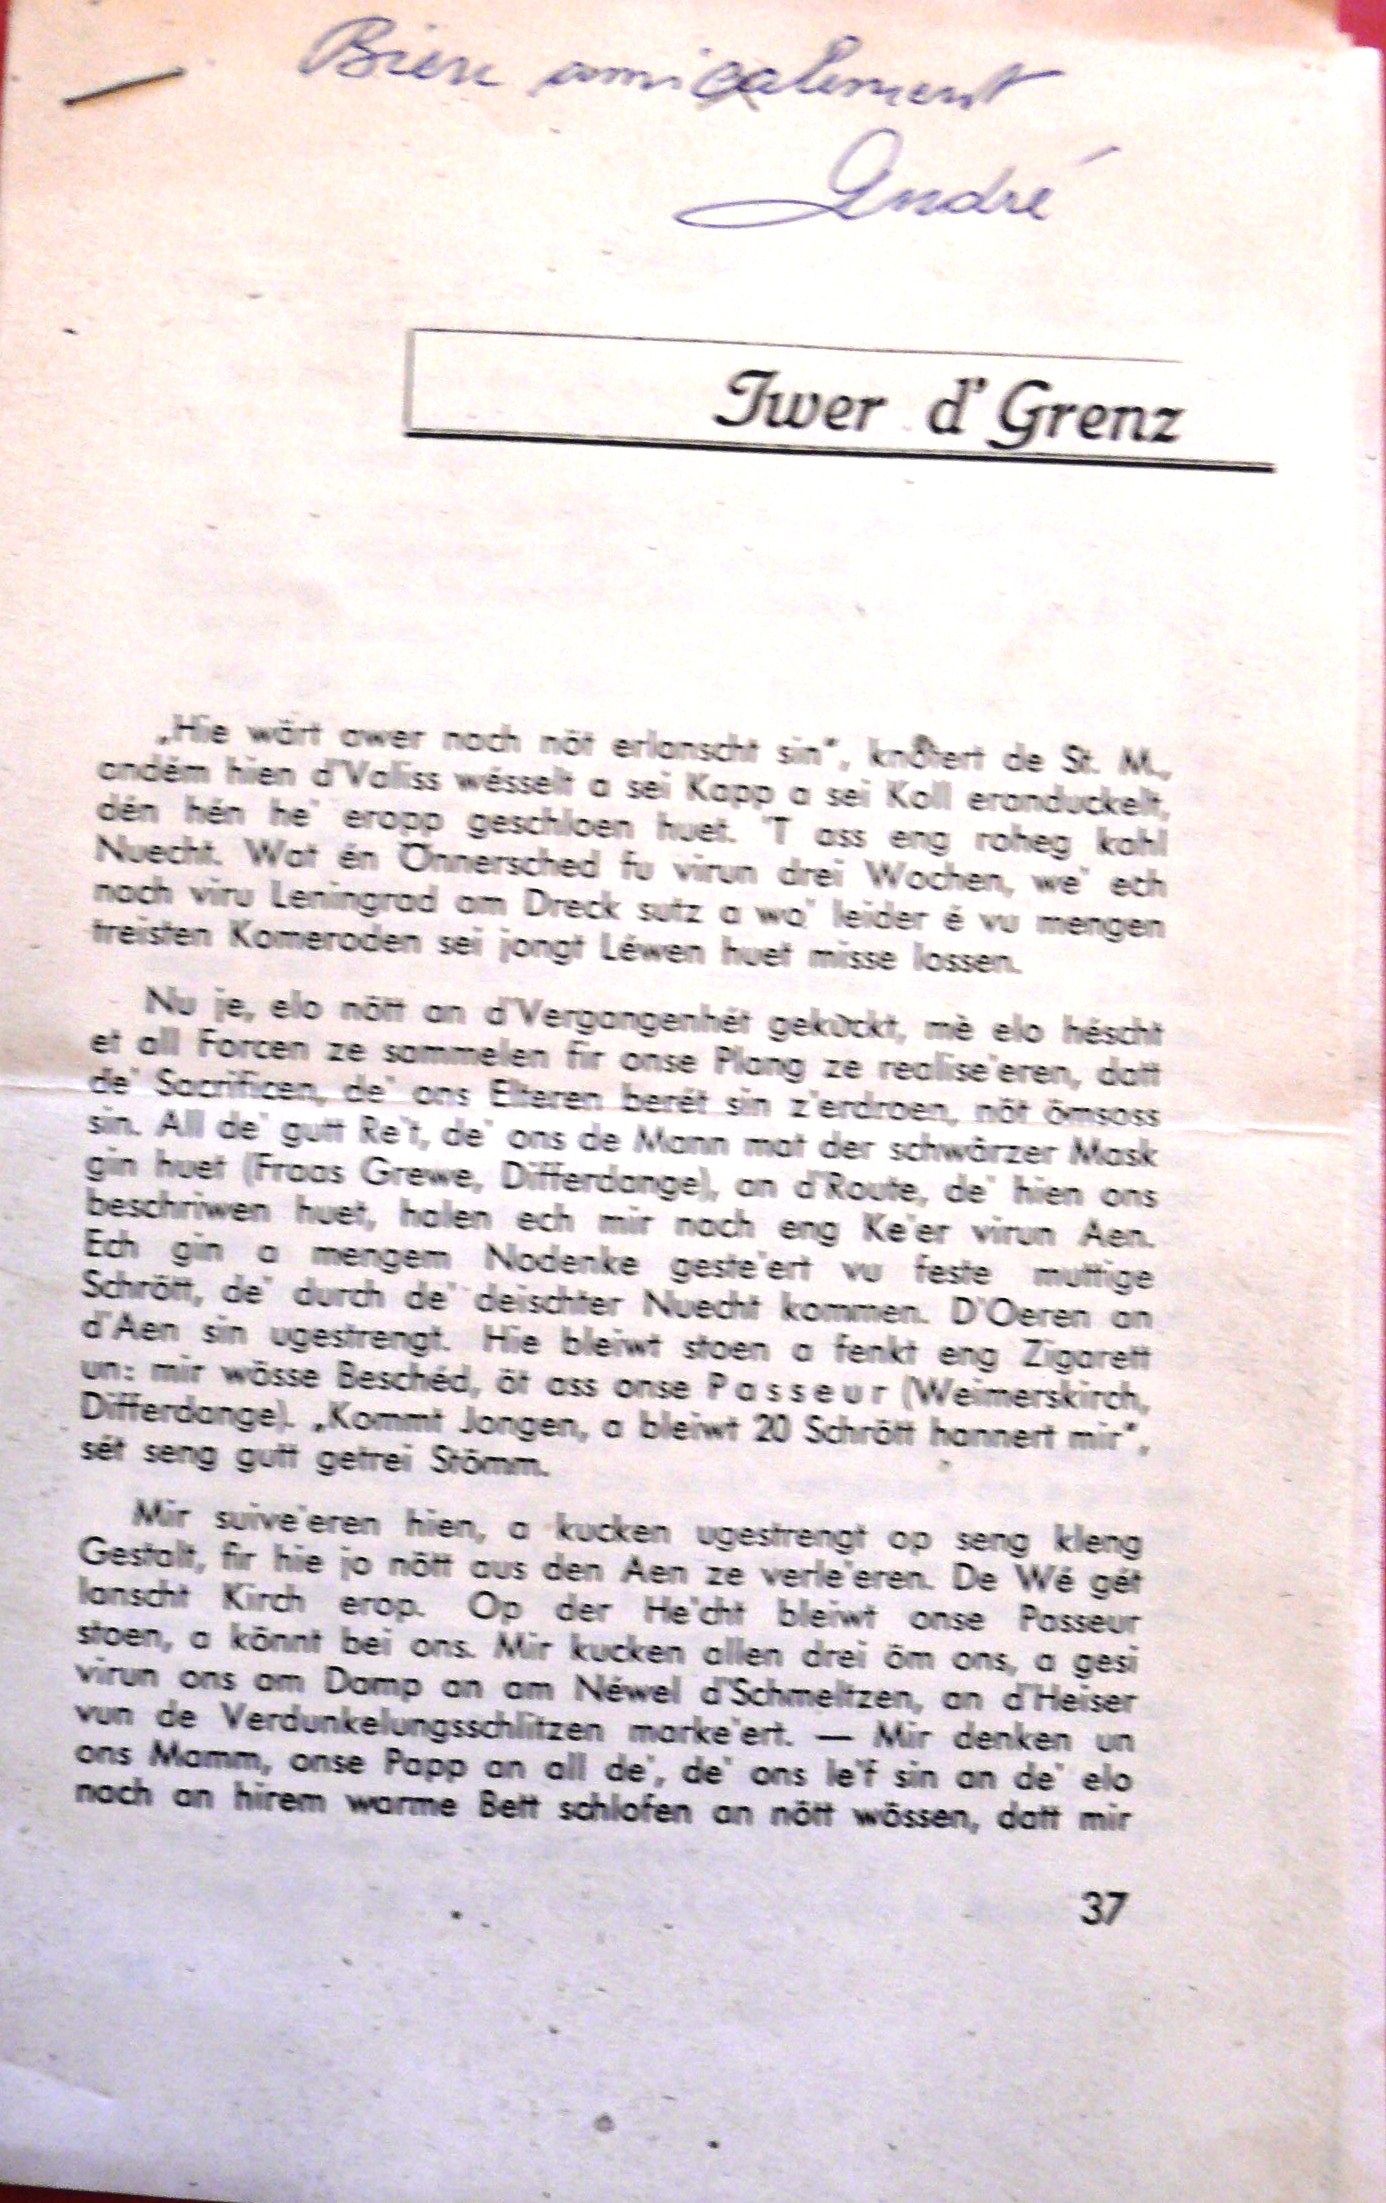 Bien amicalement
André
Iwer d'Grenz
„Hie wärt awer nach nöt erlanscht sin“, knötert de St. M.,
andém hien d'Valiss wésselt a sei Kapp a sei Koll eranduckelt,
dén hén he' eropp geschloen huet. 'T ass eng roheg kahl
Nuecht. Wat én Önnersched fu virun drei Wochen, we' ech
nach viru Leningrad am Dreck sutz a wo' leider é vu mengen
treisten Komeroden sei jongt Léwen huet misse lossen.
Nu je, elo nött an d'Vergangenhét gekuckt, mè elo héscht
et all Forcen ze sammelen fir onse Plang ze realise'eren, datt
de' Sacrificen, de' ons Elteren berét sin z'erdroen, nöt ömsoss
sin. All de' gutt Re't, de' ons de Mann mat der schwärzer Mask
gin huet (Fraas Grewe, Differdange), an d'Route, de' hien ons
beschriwen huet, halen ech mir nach eng Ke'er virun Aen.
Ech gin a mengem Nodenke geste'ert vu feste muttige
Schrött, de' durch de' deischter Nuecht kommen. D'Oeren an
d'Aen sin ugestrengt. Hie bleiwt stoen a fenkt eng Zigarett
un: mir wösse Beschéd, öt ass onse Passeur (Weimerskirch,
Differdange). „Kommt Jongen, a bleiwt 20 Schrött hannert mir“,
sét seng gutt getrei Stömm.
Mir suive'eren hien, a kucken ugestrengt op seng kleng
Gestalt, fir hie jo nött aus den Aen ze verle'eren. De Wé gét
lanscht Kirch erop. Op der He'cht bleiwt onse Passeur
stoen, a könnt bei ons. Mir kucken allen drei öm ons, a gesi
virun ons am Damp an am Néwel d'Schmeltzen, an d'Heiser
vun de Verdunkelungsschlitzen marke'ert. — Mir denken un
ons Mamm, onse Papp an all de', de' ons le'f sin an de' elo
nach an hirem warme Bett schlofen an nött wössen, datt mir
37